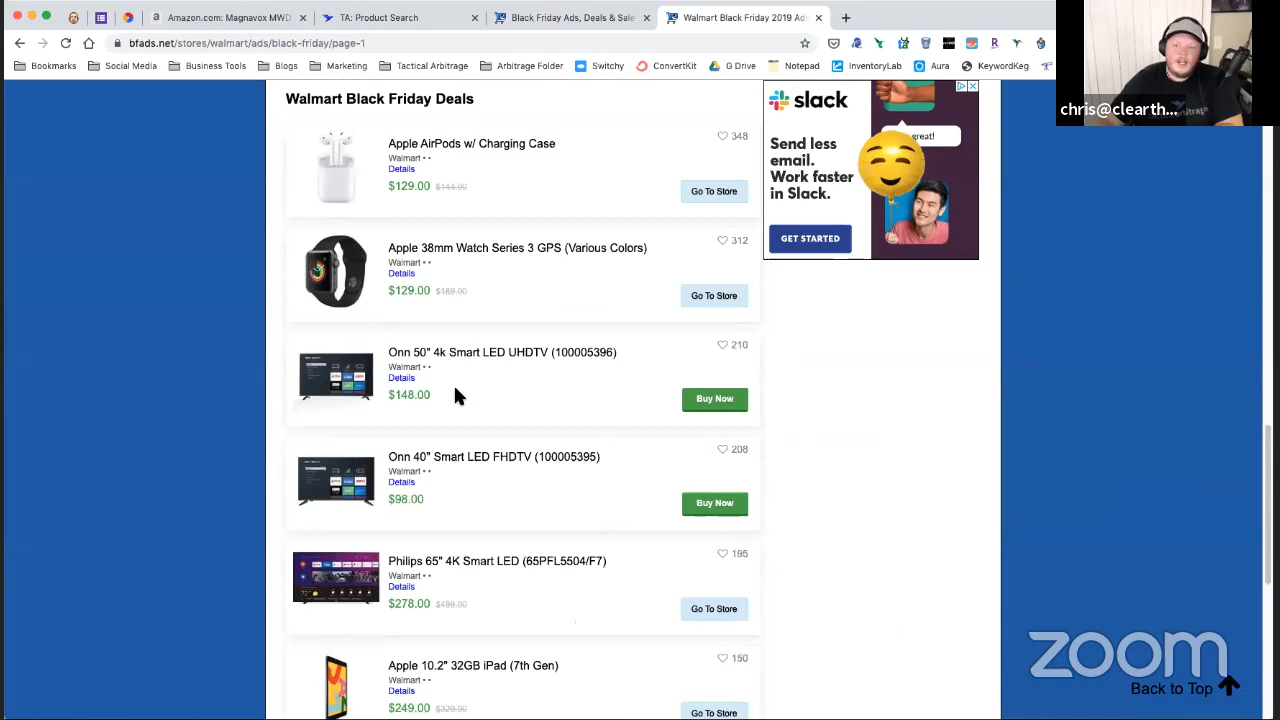 Amazon.com: Magnavox MWD
TA: Product Search
Black Friday Ads, Deals & Sale
Walmart Black Friday 2019 Ads
bfads.net/stores/walmart/ads/black-friday/page-1
Bookmarks
Social Media
Business Tools
Blogs
Marketing
Tactical Arbitrage
Arbitrage Folder
Switchy
ConvertKit
G Drive
Notepad
InventoryLab
Aura
KeywordKeg
chris@clearth...
Walmart Black Friday Deals
Apple AirPods w/ Charging Case
348
Walmart • •
Details
$129.00 $144.00
Go To Store
Apple 38mm Watch Series 3 GPS (Various Colors)
312
Walmart • •
Details
$129.00 $189.00
Go To Store
Onn 50" 4k Smart LED UHDTV (100005396)
210
Walmart • •
Details
$148.00
Buy Now
Onn 40" Smart LED FHDTV (100005395)
208
Walmart • •
Details
$98.00
Buy Now
Philips 65" 4K Smart LED (65PFL5504/F7)
195
Walmart • •
Details
$278.00 $499.00
Go To Store
Apple 10.2" 32GB iPad (7th Gen)
150
Walmart • •
Details
$249.00 $329.00
Go To Store
slack
great!
Send less
email.
Work faster
in Slack.
GET STARTED
zoom
Back to Top